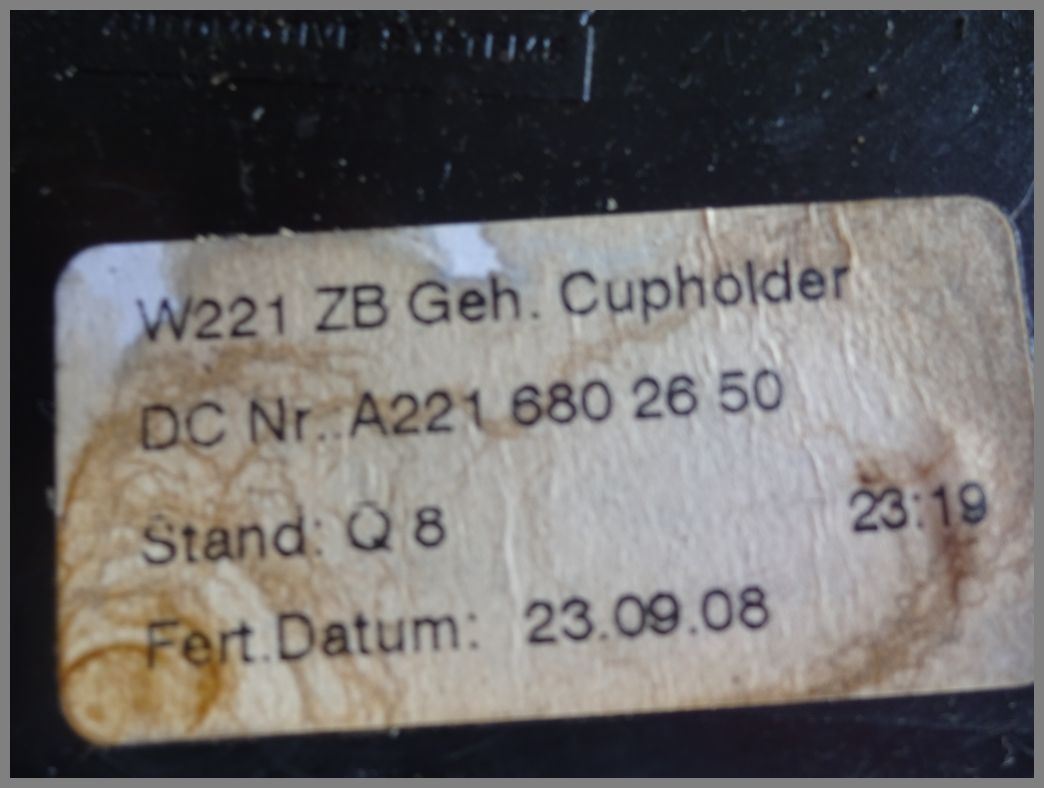 W221 ZB Geh. Cupholder
DC Nr.:A221 680 26 50
Stand: Q 8 23:19
Fert.Datum: 23.09.08